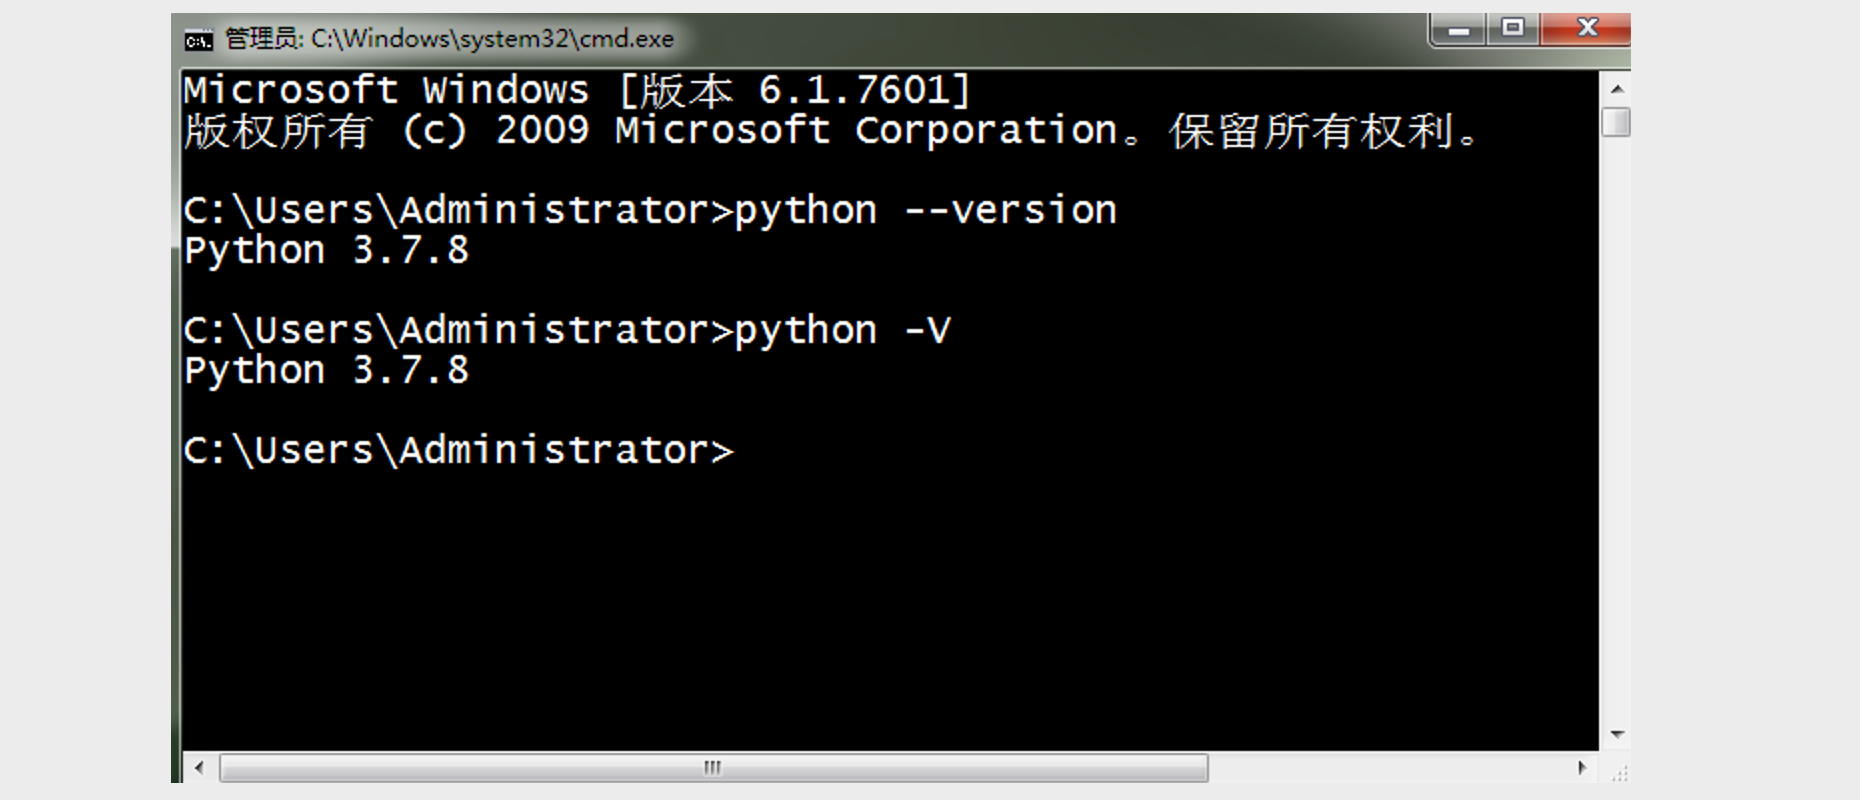 管理员: C:\Windows\system32\cmd.exe
Microsoft Windows [版本 6.1.7601]
版权所有 (c) 2009 Microsoft Corporation。保留所有权利。
C:\Users\Administrator>python --version
Python 3.7.8
C:\Users\Administrator>python -V
Python 3.7.8
C:\Users\Administrator>